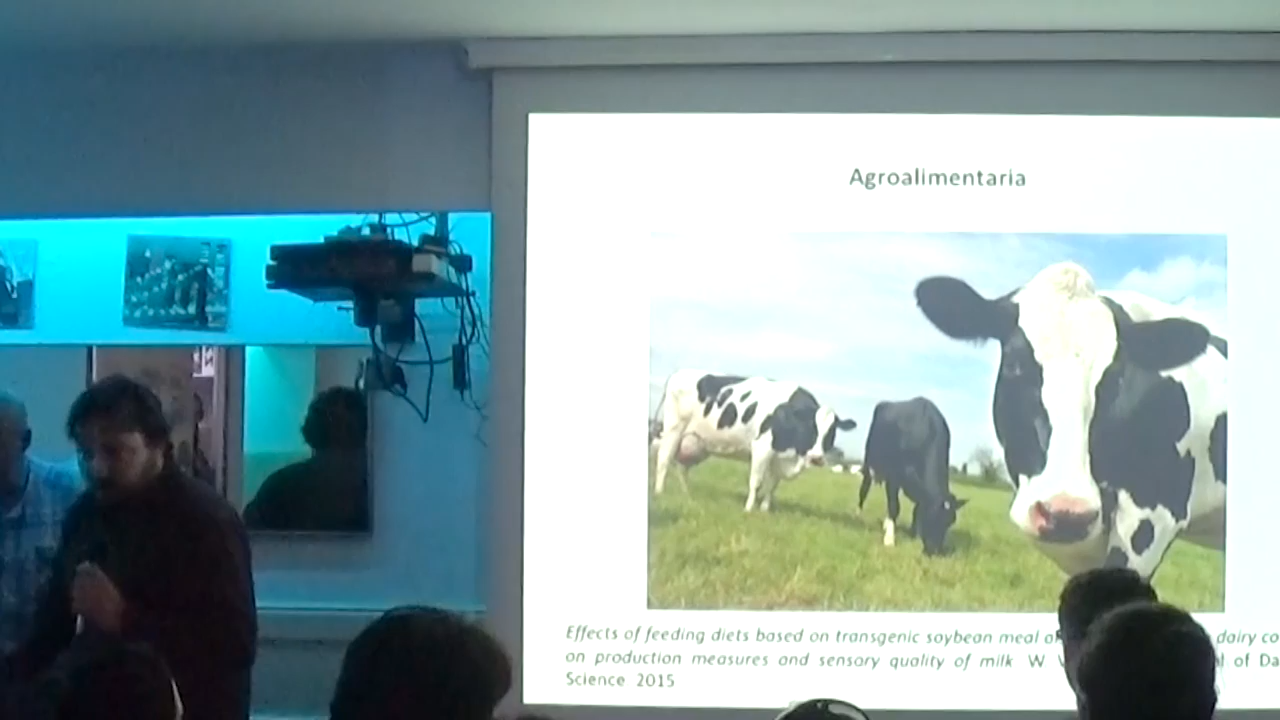 Agroalimentaria
Effects of feeding diets based on transgenic soybean meal dairy
on production measures and sensory quality of milk W of
Science 2015